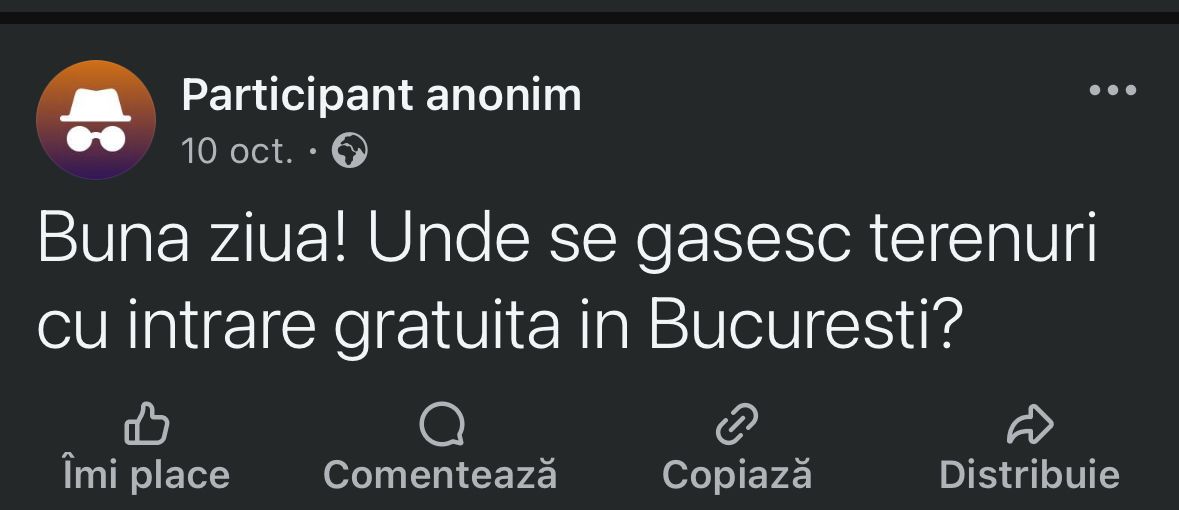 Participant anonim
10 oct. ·
Buna ziua! Unde se gasesc terenuri
cu intrare gratuita in Bucuresti?
Îmi place
Comentează
Copiază
Distribuie